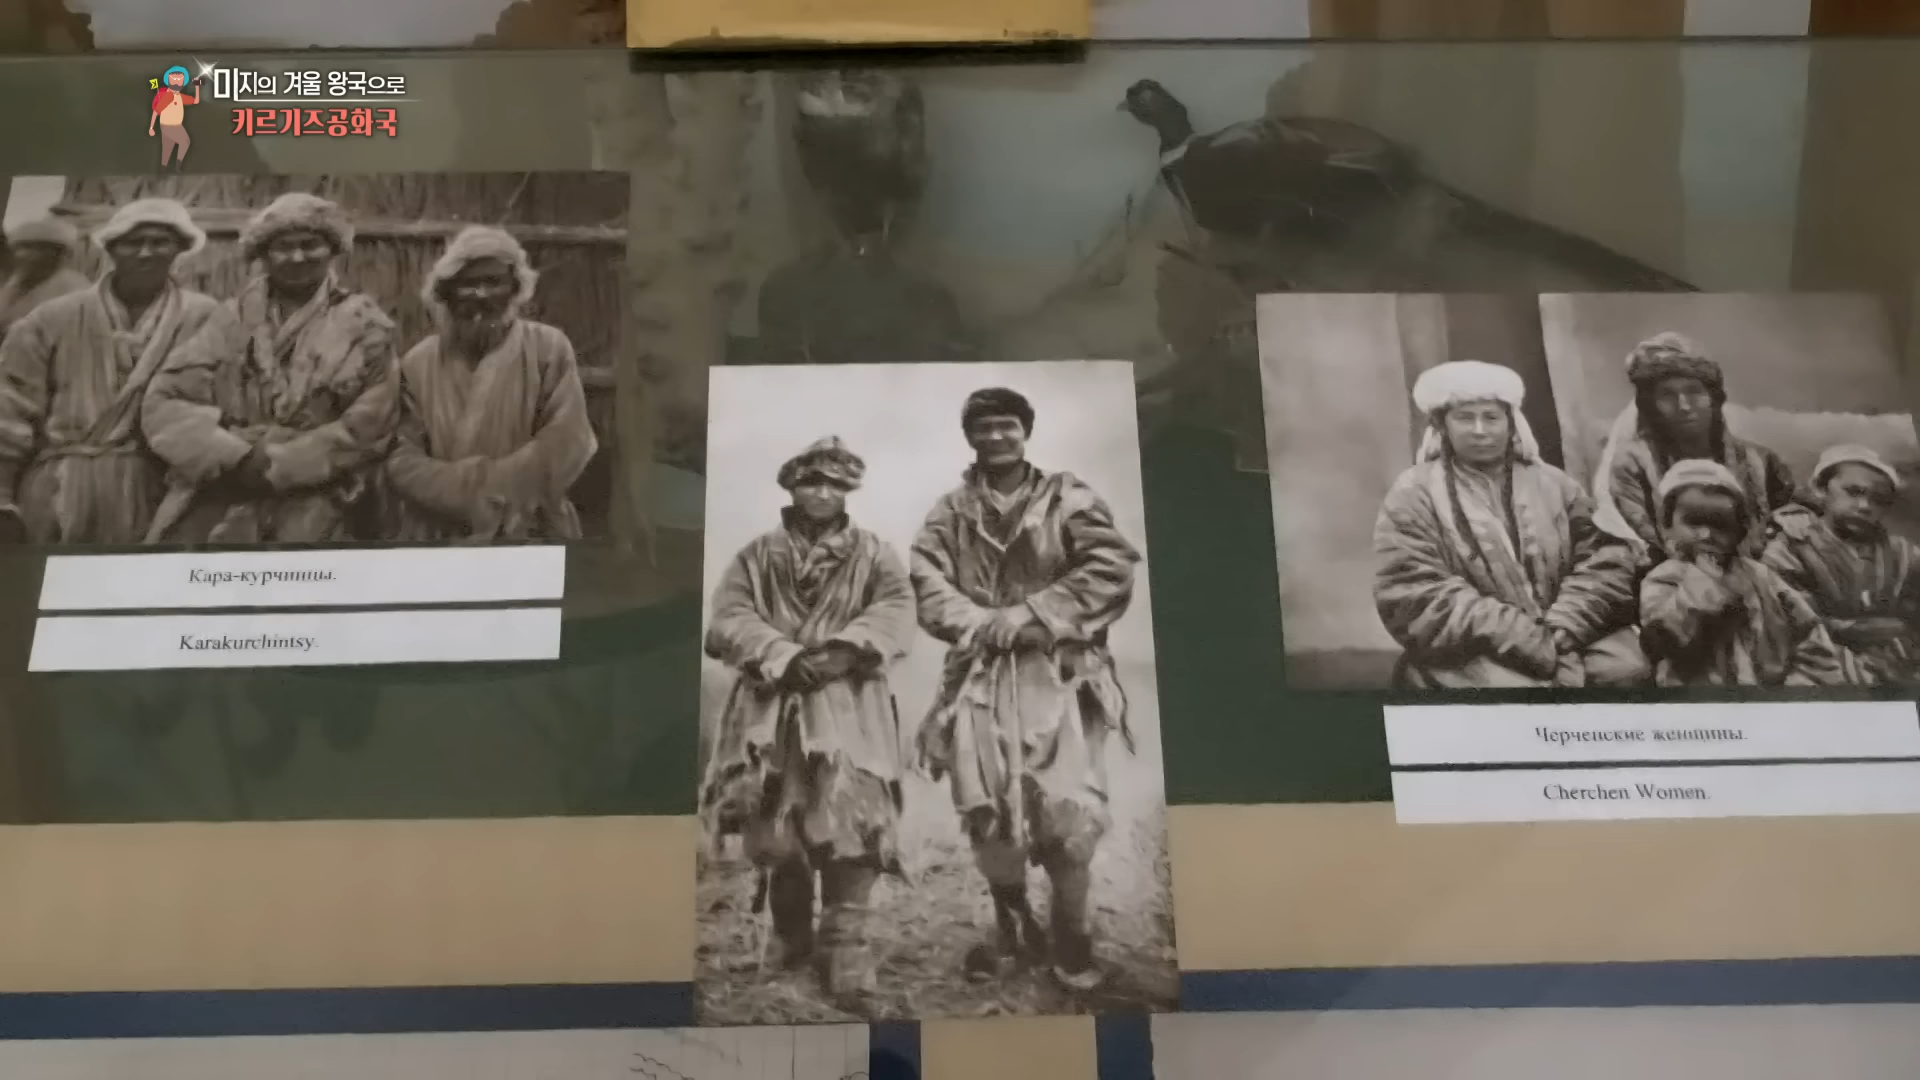 미지의 겨울 왕국으로
키르기즈공화국
Кара-курчинцы.
Karakurchintsy.
Черченские женщины.
Cherchen Women.